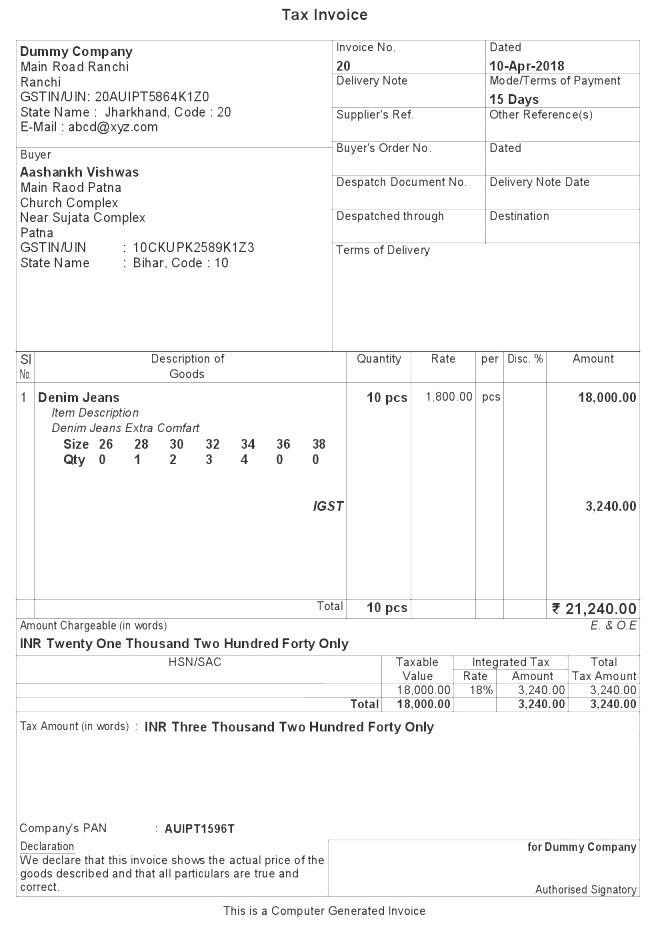 Tax Invoice
Dummy Company
Main Road Ranchi
Ranchi
GSTIN/UIN: 20AUIPT5864K1Z0
State Name : Jharkhand, Code : 20
E-Mail : abcd@xyz.com
Invoice No.
20
Dated
10-Apr-2018
Delivery Note
Mode/Terms of Payment
15 Days
Supplier's Ref.
Other Reference(s)
Buyer
Aashankh Vishwas
Main Raod Patna
Church Complex
Near Sujata Complex
Patna
GSTIN/UIN : 10CKUPK2589K1Z3
State Name : Bihar, Code : 10
Buyer's Order No.
Dated
Despatch Document No.
Delivery Note Date
Despatched through
Destination
Terms of Delivery
Sl No. Description of Goods Quantity Rate per Disc. % Amount
1 Denim Jeans 10 pcs 1,800.00 pcs 18,000.00
Item Description
Denim Jeans Extra Comfart
Size 26 28 30 32 34 36 38
Qty 0 1 2 3 4 0 0
IGST 3,240.00
Total 10 pcs ₹ 21,240.00
Amount Chargeable (in words) E. & O.E
INR Twenty One Thousand Two Hundred Forty Only
HSN/SAC Taxable Value Integrated Tax Rate Amount Total Tax Amount
18,000.00 18% 3,240.00 3,240.00
Total 18,000.00 3,240.00 3,240.00
Tax Amount (in words) : INR Three Thousand Two Hundred Forty Only
Company's PAN : AUIPT1596T
Declaration
We declare that this invoice shows the actual price of the
goods described and that all particulars are true and
correct.
for Dummy Company
Authorised Signatory
This is a Computer Generated Invoice